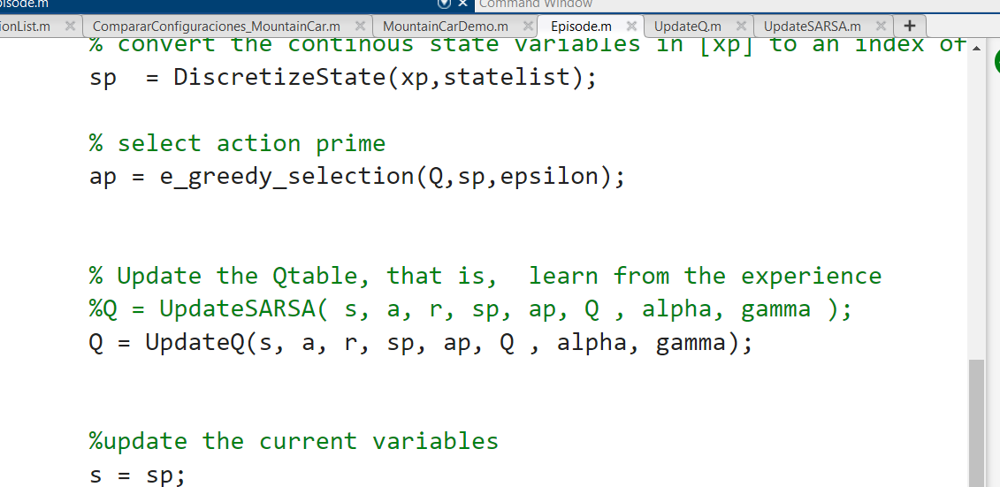 pisode.m
Command Window
ionList.m CompararConfiguraciones_MountainCar.m MountainCarDemo.m Episode.m UpdateQ.m UpdateSARSA.m +
% convert the continous state variables in [xp] to an index of
sp  = DiscretizeState(xp,statelist);
% select action prime
ap = e_greedy_selection(Q,sp,epsilon);
% Update the Qtable, that is,  learn from the experience
%Q = UpdateSARSA( s, a, r, sp, ap, Q , alpha, gamma );
Q = UpdateQ(s, a, r, sp, ap, Q , alpha, gamma);
%update the current variables
s = sp;